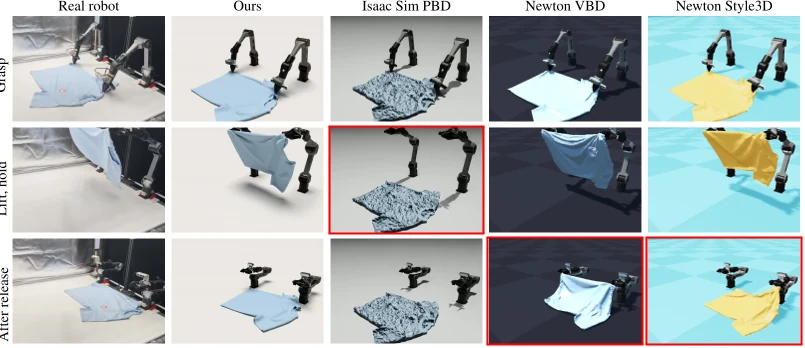 Real robot
Ours
Isaac Sim PBD
Newton VBD
Newton Style3D
Grasp
Lift, hold
After release